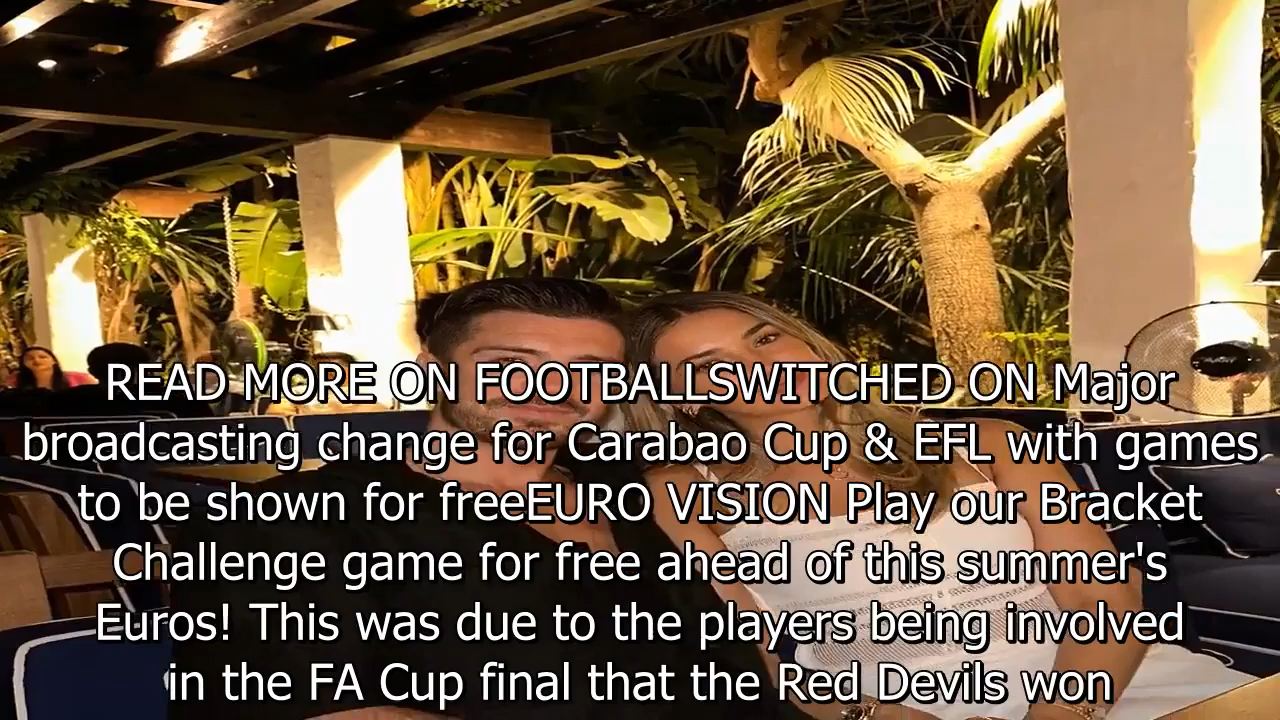 READ MORE ON FOOTBALLSWITCHED ON Major
broadcasting change for Carabao Cup & EFL with games
to be shown for freeEURO VISION Play our Bracket
Challenge game for free ahead of this summer's
Euros! This was due to the players being involved
in the FA Cup final that the Red Devils won